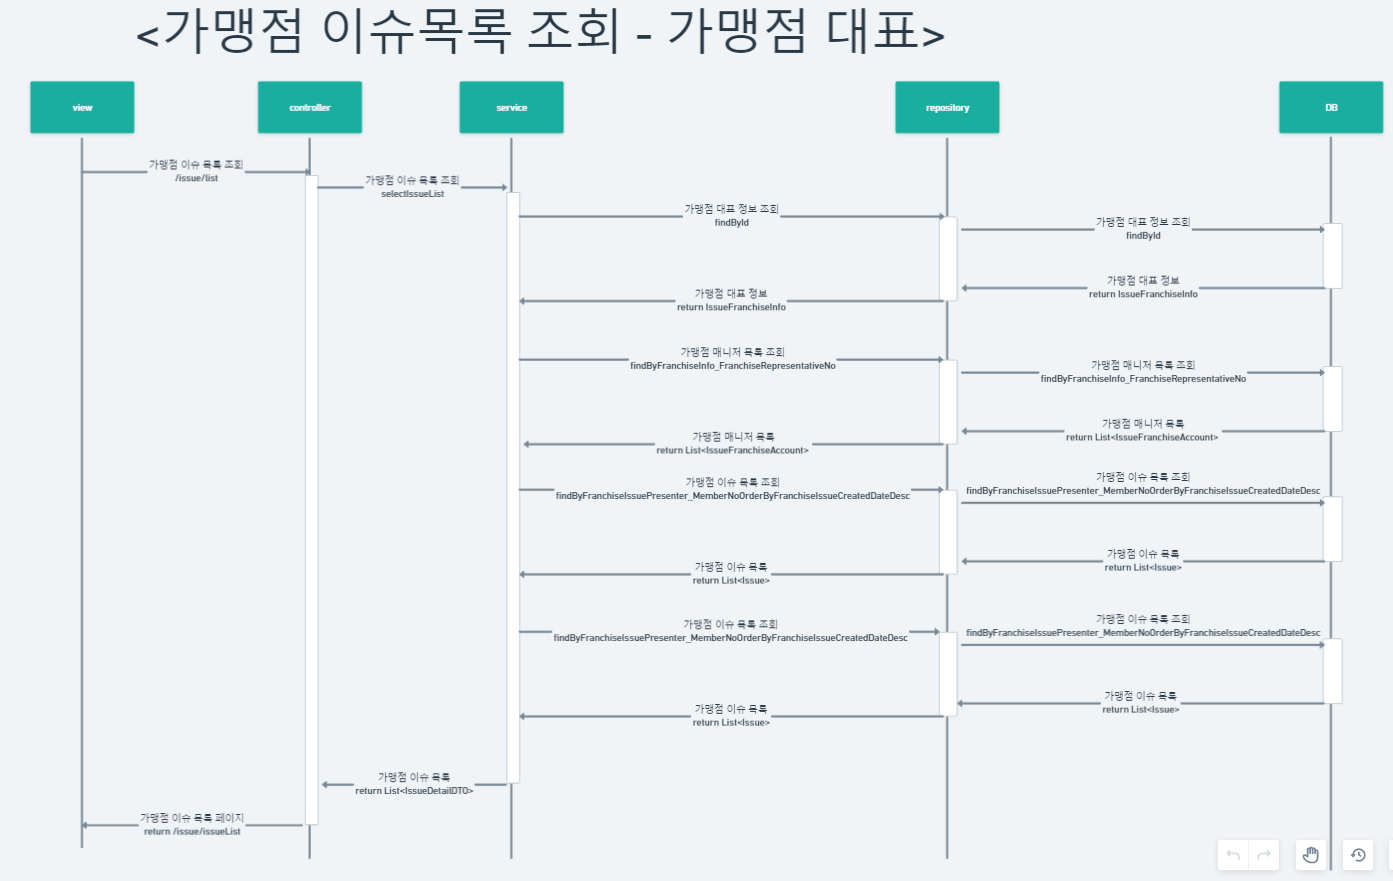 <가맹점 이슈목록 조회 - 가맹점 대표>
view
controller
service
repository
DB
가맹점 이슈 목록 조회
/issue/list
가맹점 이슈 목록 조회
selectIssueList
가맹점 대표 정보 조회
findById
가맹점 대표 정보 조회
findById
가맹점 대표 정보
return IssueFranchiseInfo
가맹점 대표 정보
return IssueFranchiseInfo
가맹점 매니저 목록 조회
findByFranchiseInfo_FranchiseRepresentativeNo
가맹점 매니저 목록 조회
findByFranchiseInfo_FranchiseRepresentativeNo
가맹점 매니저 목록
return List<IssueFranchiseAccount>
가맹점 매니저 목록
return List<IssueFranchiseAccount>
가맹점 이슈 목록 조회
findByFranchiseIssuePresenter_MemberNoOrderByFranchiseIssueCreatedDateDesc
가맹점 이슈 목록 조회
findByFranchiseIssuePresenter_MemberNoOrderByFranchiseIssueCreatedDateDesc
가맹점 이슈 목록
return List<Issue>
가맹점 이슈 목록
return List<Issue>
가맹점 이슈 목록 조회
findByFranchiseIssuePresenter_MemberNoOrderByFranchiseIssueCreatedDateDesc
가맹점 이슈 목록 조회
findByFranchiseIssuePresenter_MemberNoOrderByFranchiseIssueCreatedDateDesc
가맹점 이슈 목록
return List<Issue>
가맹점 이슈 목록
return List<Issue>
가맹점 이슈 목록
return List<IssueDetailDTO>
가맹점 이슈 목록 페이지
return /issue/issueList